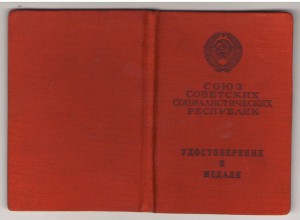 СОЮЗ
СОВЕТСКИХ
СОЦИАЛИСТИЧЕСКИХ
РЕСПУБЛИК
УДОСТОВЕРЕНИЕ
К
МЕДАЛИ